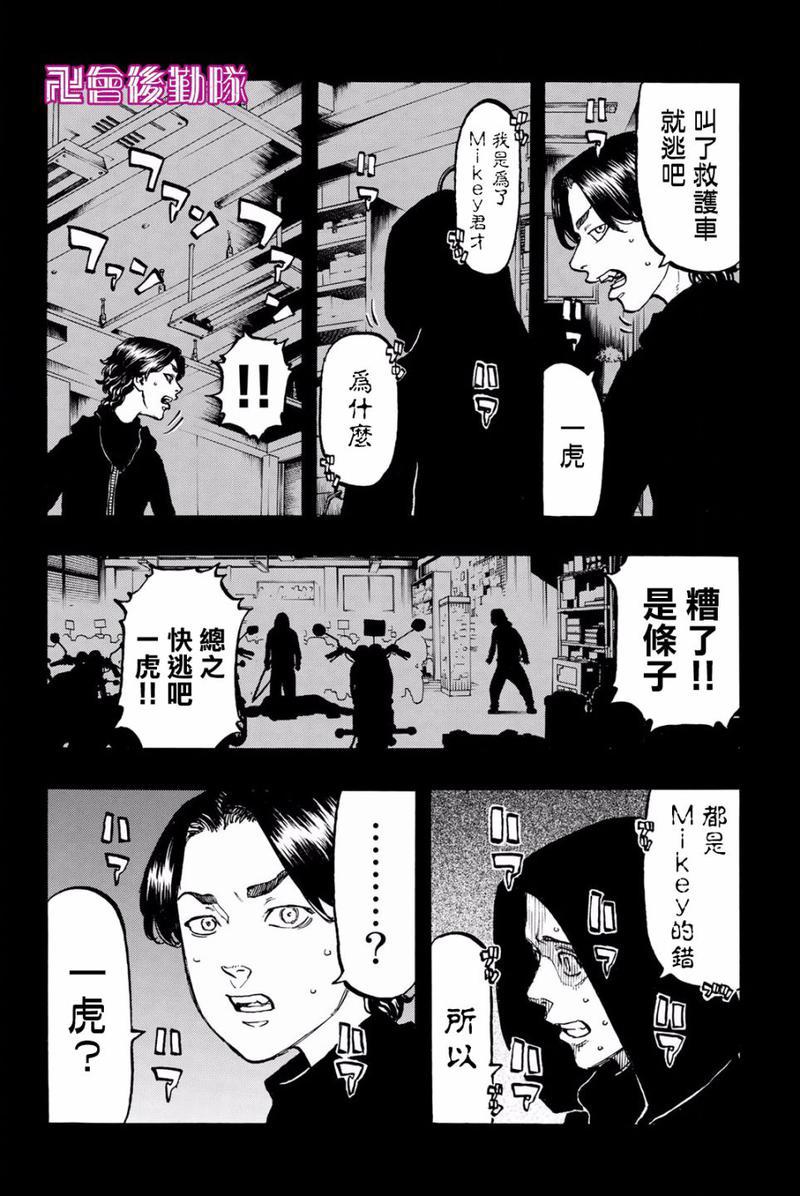 卍會後勤隊
叫了救護車
就逃吧
一虎
我是爲了
Mikey君才
爲什麼
ハァ
ハァ
ファン
ファン
ファン
ファン
!!
糟了!!
是條子
總之
快逃吧
一虎!!
都是
Mikey的錯
所以
ハァ
ハァ
ハァ
………?
一虎?
ハァ
ハァ
ハァ